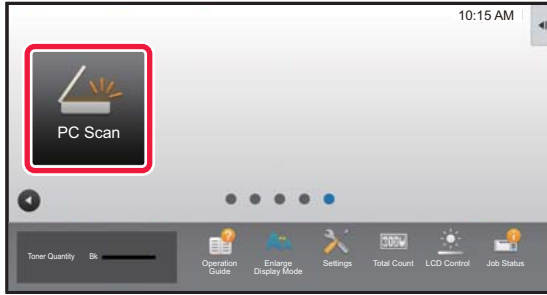 10:15 AM
PC Scan
Toner Quantity Bk
Operation
Guide
Enlarge
Display Mode
Settings
Total Count
LCD Control
Job Status